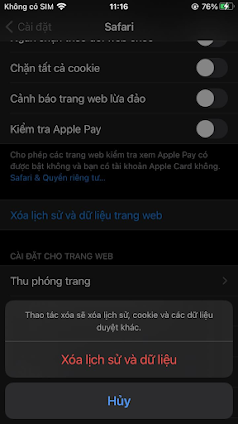 Không có SIM 11:16 76%
Cài đặt Safari
Chặn tất cả cookie
Cảnh báo trang web lừa đảo
Kiểm tra Apple Pay
Cho phép các trang web kiểm tra xem Apple Pay có
được bật không và bạn có tài khoản Apple Card không.
Safari & Quyền riêng tư...
Xóa lịch sử và dữ liệu trang web
CÀI ĐẶT CHO TRANG WEB
Thu phóng trang
Thao tác xóa sẽ xóa lịch sử, cookie và các dữ liệu
duyệt khác.
Xóa lịch sử và dữ liệu
Hủy